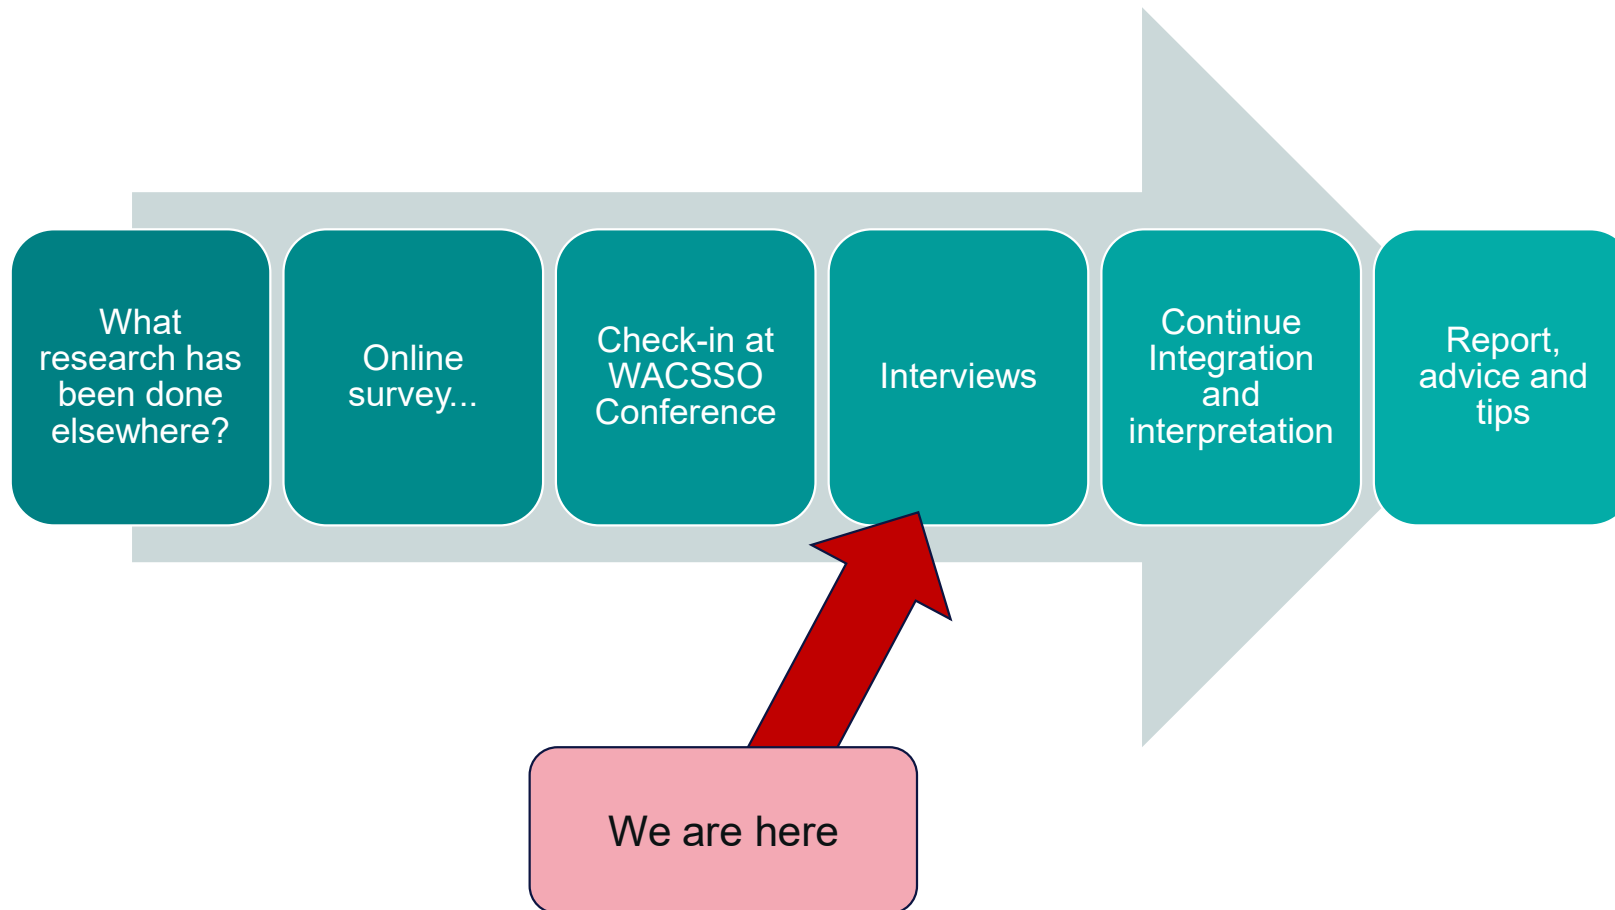 What
research has
been done
elsewhere?
Online
survey...
Check-in at
WACSSO
Conference
Interviews
Continue
Integration
and
interpretation
Report,
advice and
tips
We are here